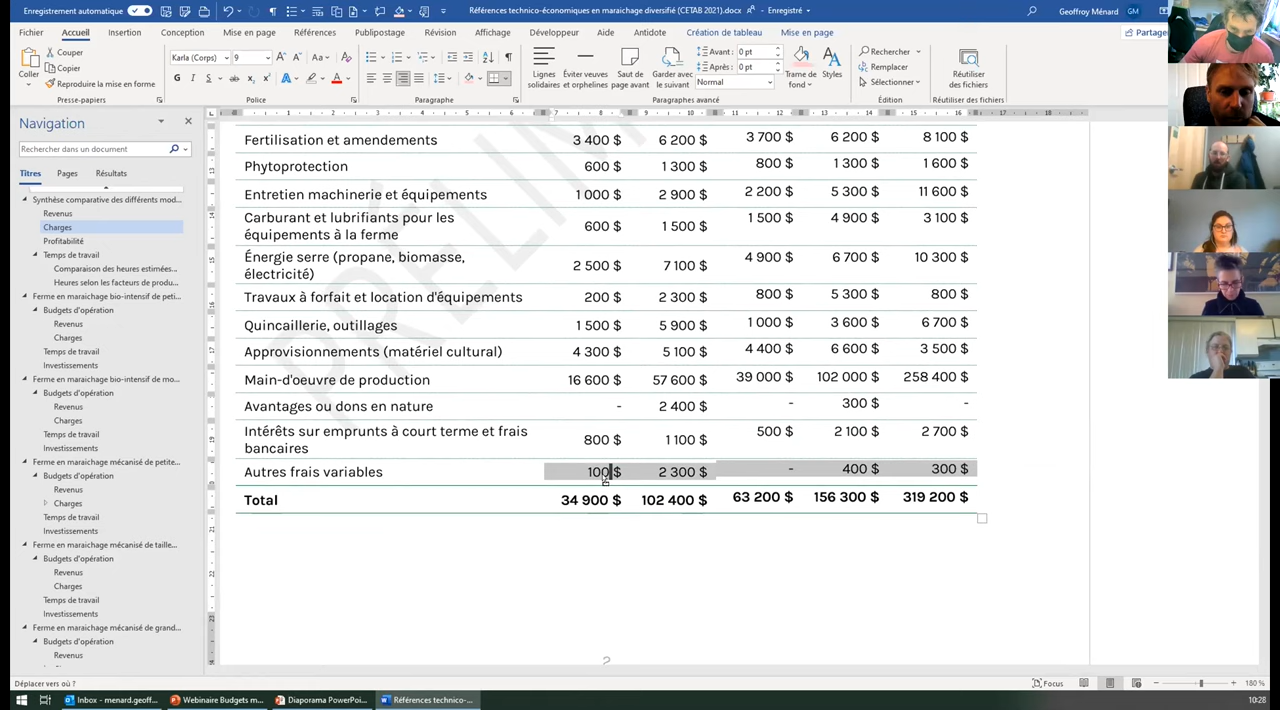 Enregistrement automatique
Références technico-économiques en maraichage diversifié (CETAB 2021).docx
Enregistré
Geoffroy Ménard GM
Fichier Accueil Insertion Conception Mise en page Références Publipostage Révision Affichage Développeur Aide Antidote Création de tableau Mise en page
Partager
Coller
Couper
Copier
Reproduire la mise en forme
Presse-papiers
Karla (Corps) 9
Police
Paragraphe
Lignes solidaires
Éviter veuves et orphelines
Saut de page avant
Garder avec le suivant
Avant : 0 pt
Après : 0 pt
Normal
Paragraphes avancés
Trame de fond
Styles
Rechercher
Remplacer
Sélectionner
Édition
Réutiliser des fichiers
Réutiliser des fichiers
Navigation
Rechercher dans un document
Titres Pages Résultats
Synthèse comparative des différents mod...
Revenus
Charges
Profitabilité
Temps de travail
Comparaison des heures estimées...
Heures selon les facteurs de produ...
Ferme en maraichage bio-intensif de peti...
Budgets d'opération
Revenus
Charges
Temps de travail
Investissements
Ferme en maraichage bio-intensif de mo...
Budgets d'opération
Revenus
Charges
Temps de travail
Investissements
Ferme en maraichage mécanisé de petite...
Budgets d'opération
Revenus
Charges
Temps de travail
Investissements
Ferme en maraichage mécanisé de taille...
Budgets d'opération
Revenus
Charges
Temps de travail
Investissements
Ferme en maraichage mécanisé de grand...
Budgets d'opération
Revenus
PRÉLIM
Fertilisation et amendements 3 400 $ 6 200 $ 3 700 $ 6 200 $ 8 100 $
Phytoprotection 600 $ 1 300 $ 800 $ 1 300 $ 1 600 $
Entretien machinerie et équipements 1 000 $ 2 900 $ 2 200 $ 5 300 $ 11 600 $
Carburant et lubrifiants pour les
équipements à la ferme 600 $ 1 500 $ 1 500 $ 4 900 $ 3 100 $
Énergie serre (propane, biomasse,
électricité) 2 500 $ 7 100 $ 4 900 $ 6 700 $ 10 300 $
Travaux à forfait et location d'équipements 200 $ 2 300 $ 800 $ 5 300 $ 800 $
Quincaillerie, outillages 1 500 $ 5 900 $ 1 000 $ 3 600 $ 6 700 $
Approvisionnements (matériel cultural) 4 300 $ 5 100 $ 4 400 $ 6 600 $ 3 500 $
Main-d'oeuvre de production 16 600 $ 57 600 $ 39 000 $ 102 000 $ 258 400 $
Avantages ou dons en nature - 2 400 $ - 300 $ -
Intérêts sur emprunts à court terme et frais
bancaires 800 $ 1 100 $ 500 $ 2 100 $ 2 700 $
Autres frais variables 100 $ 2 300 $ - 400 $ 300 $
Total 34 900 $ 102 400 $ 63 200 $ 156 300 $ 319 200 $
Déplacer vers où ?
Focus
180 %
Inbox - menard.geoff...
Webinaire Budgets m...
Diaporama PowerPoi...
Références technico-...
10:28